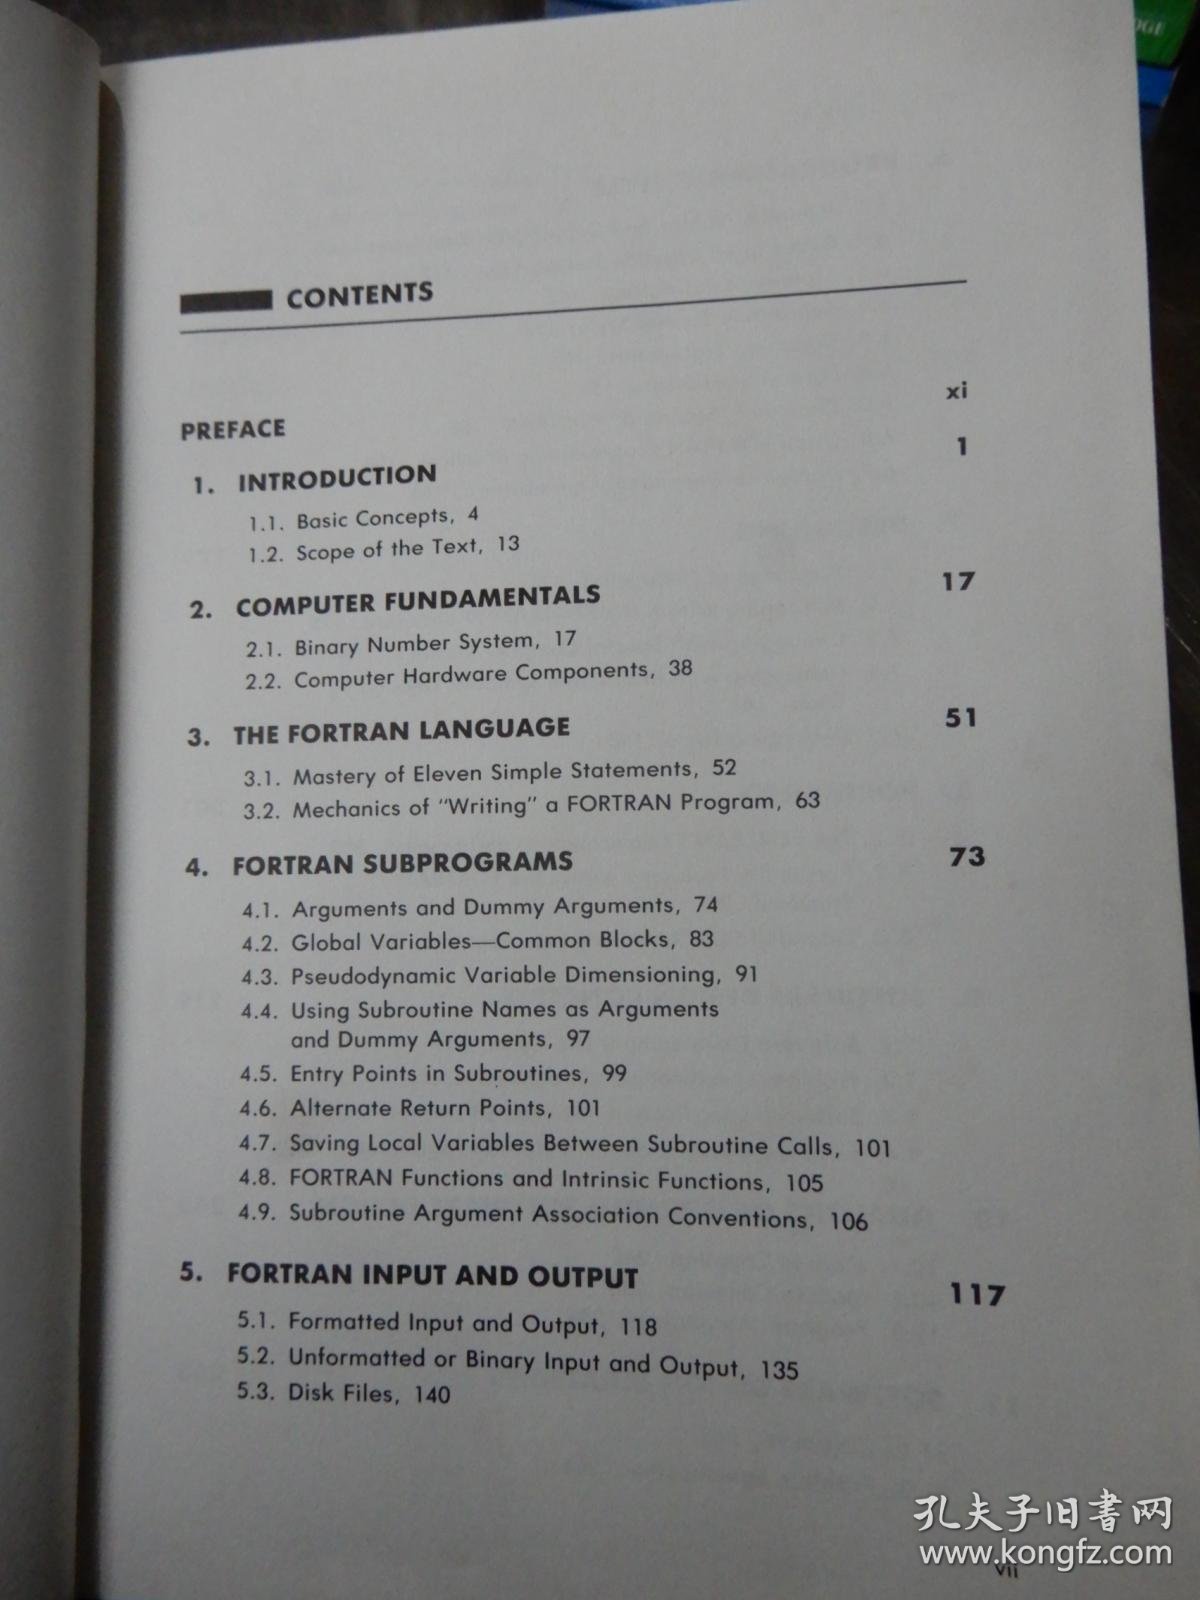 DGE
CONTENTS
PREFACE xi
1. INTRODUCTION 1
1.1. Basic Concepts, 4
1.2. Scope of the Text, 13
2. COMPUTER FUNDAMENTALS 17
2.1. Binary Number System, 17
2.2. Computer Hardware Components, 38
3. THE FORTRAN LANGUAGE 51
3.1. Mastery of Eleven Simple Statements, 52
3.2. Mechanics of "Writing" a FORTRAN Program, 63
4. FORTRAN SUBPROGRAMS 73
4.1. Arguments and Dummy Arguments, 74
4.2. Global Variables—Common Blocks, 83
4.3. Pseudodynamic Variable Dimensioning, 91
4.4. Using Subroutine Names as Arguments
and Dummy Arguments, 97
4.5. Entry Points in Subroutines, 99
4.6. Alternate Return Points, 101
4.7. Saving Local Variables Between Subroutine Calls, 101
4.8. FORTRAN Functions and Intrinsic Functions, 105
4.9. Subroutine Argument Association Conventions, 106
5. FORTRAN INPUT AND OUTPUT 117
5.1. Formatted Input and Output, 118
5.2. Unformatted or Binary Input and Output, 135
5.3. Disk Files, 140
孔夫子旧书网
www.kongfz.com
vii